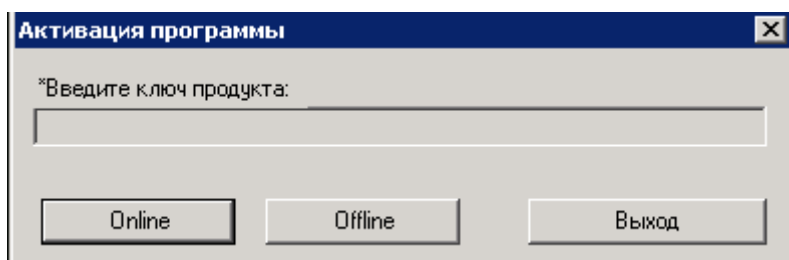 Активация программы
*Введите ключ продукта:
Online Offline Выход